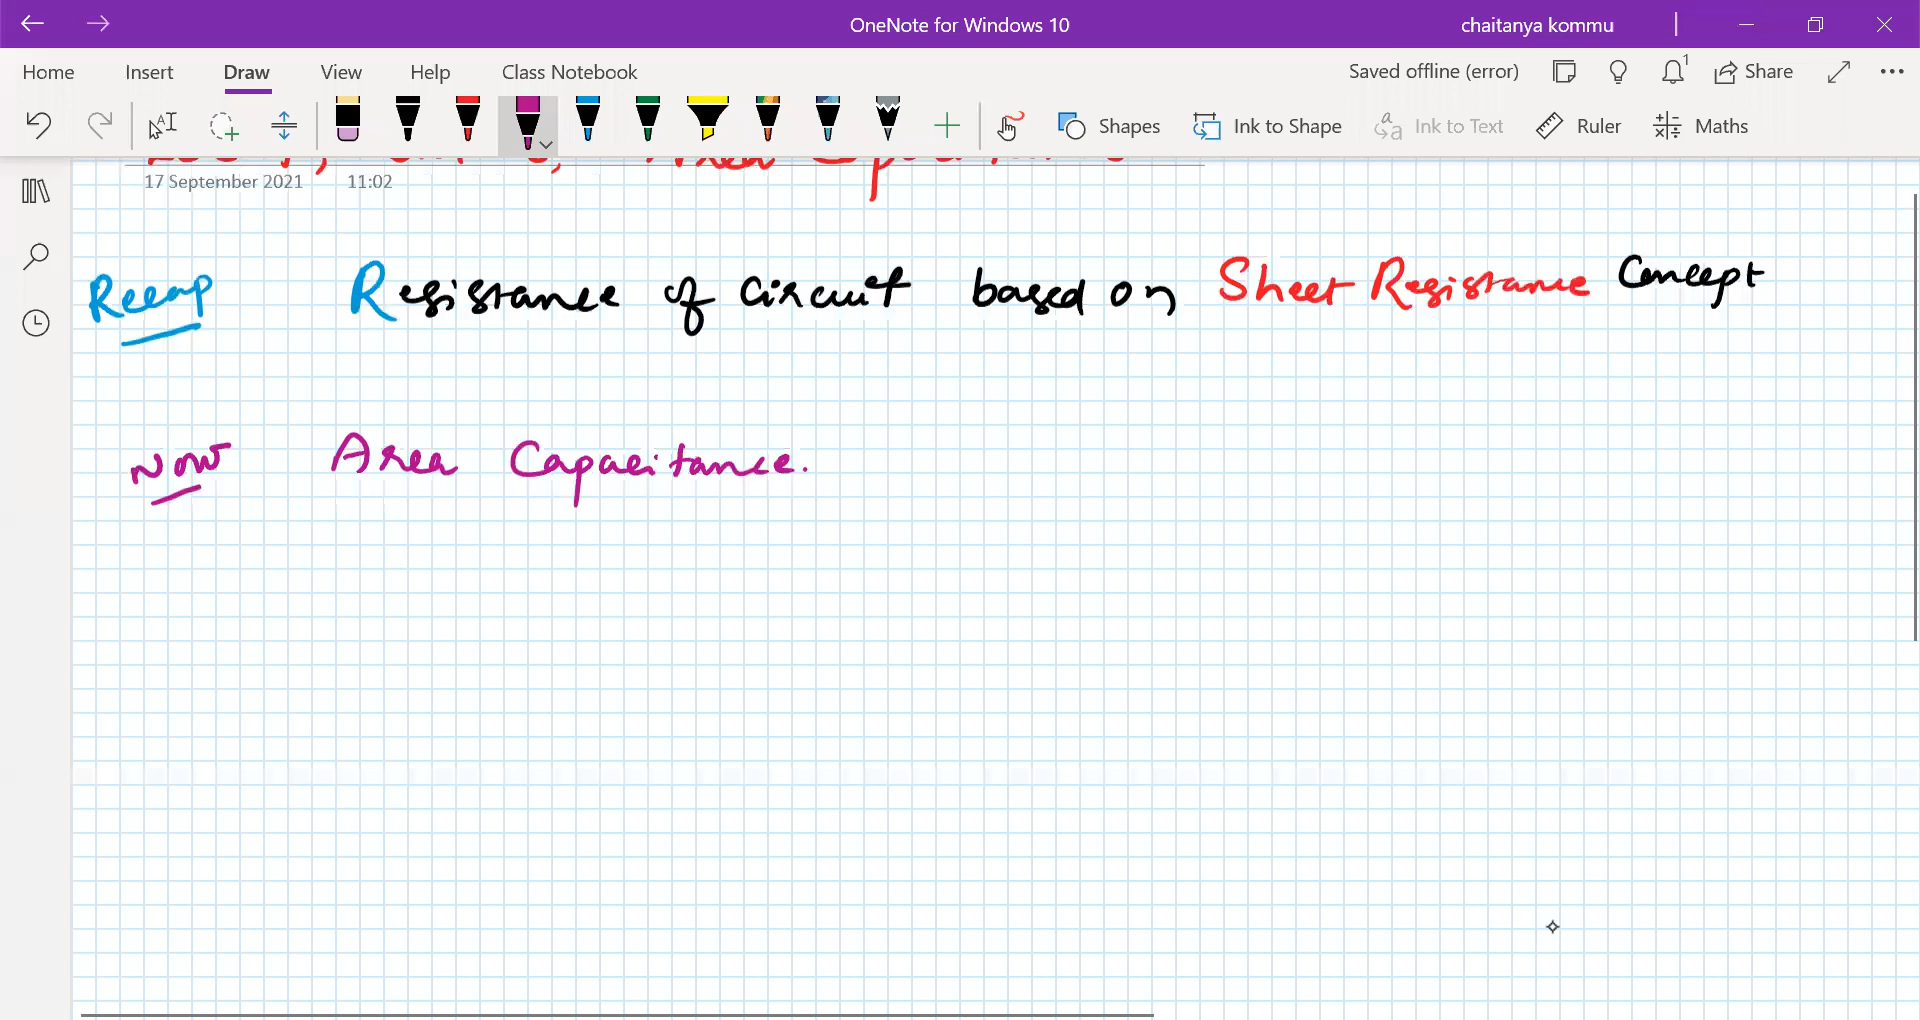 OneNote for Windows 10
chaitanya kommu
Home Insert Draw View Help Class Notebook
Saved offline (error) 1 Share
Shapes Ink to Shape Ink to Text Ruler Maths
17 September 2021 11:02
Recap Resistance of Circuit based on Sheet Resistance Concept
Now Area Capacitance.